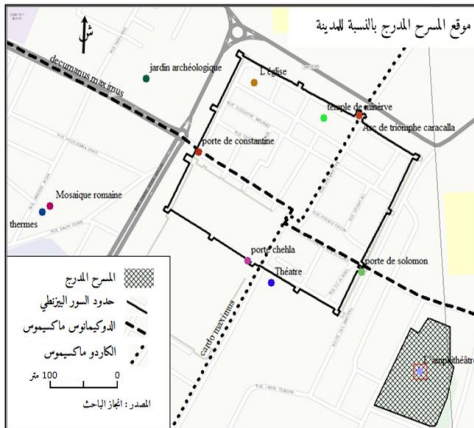 موقع المسرح المدرج بالنسبة للمدينة
ش
jardin archéologique
L'église
decumanus maximus
temple de minèrve
Arc de triomphe caracalla
porte de constantine
Mosaique romaine
thermes
porte chehla
porte de solomon
Théatre
cardo maximus
L'amphithéâtre
المسرح المدرج
حدود السور البيزنطي
الدوكيمانوس ماكسيموس
الكاردو ماكسيموس
100 متر 0
المصدر : انجاز الباحث